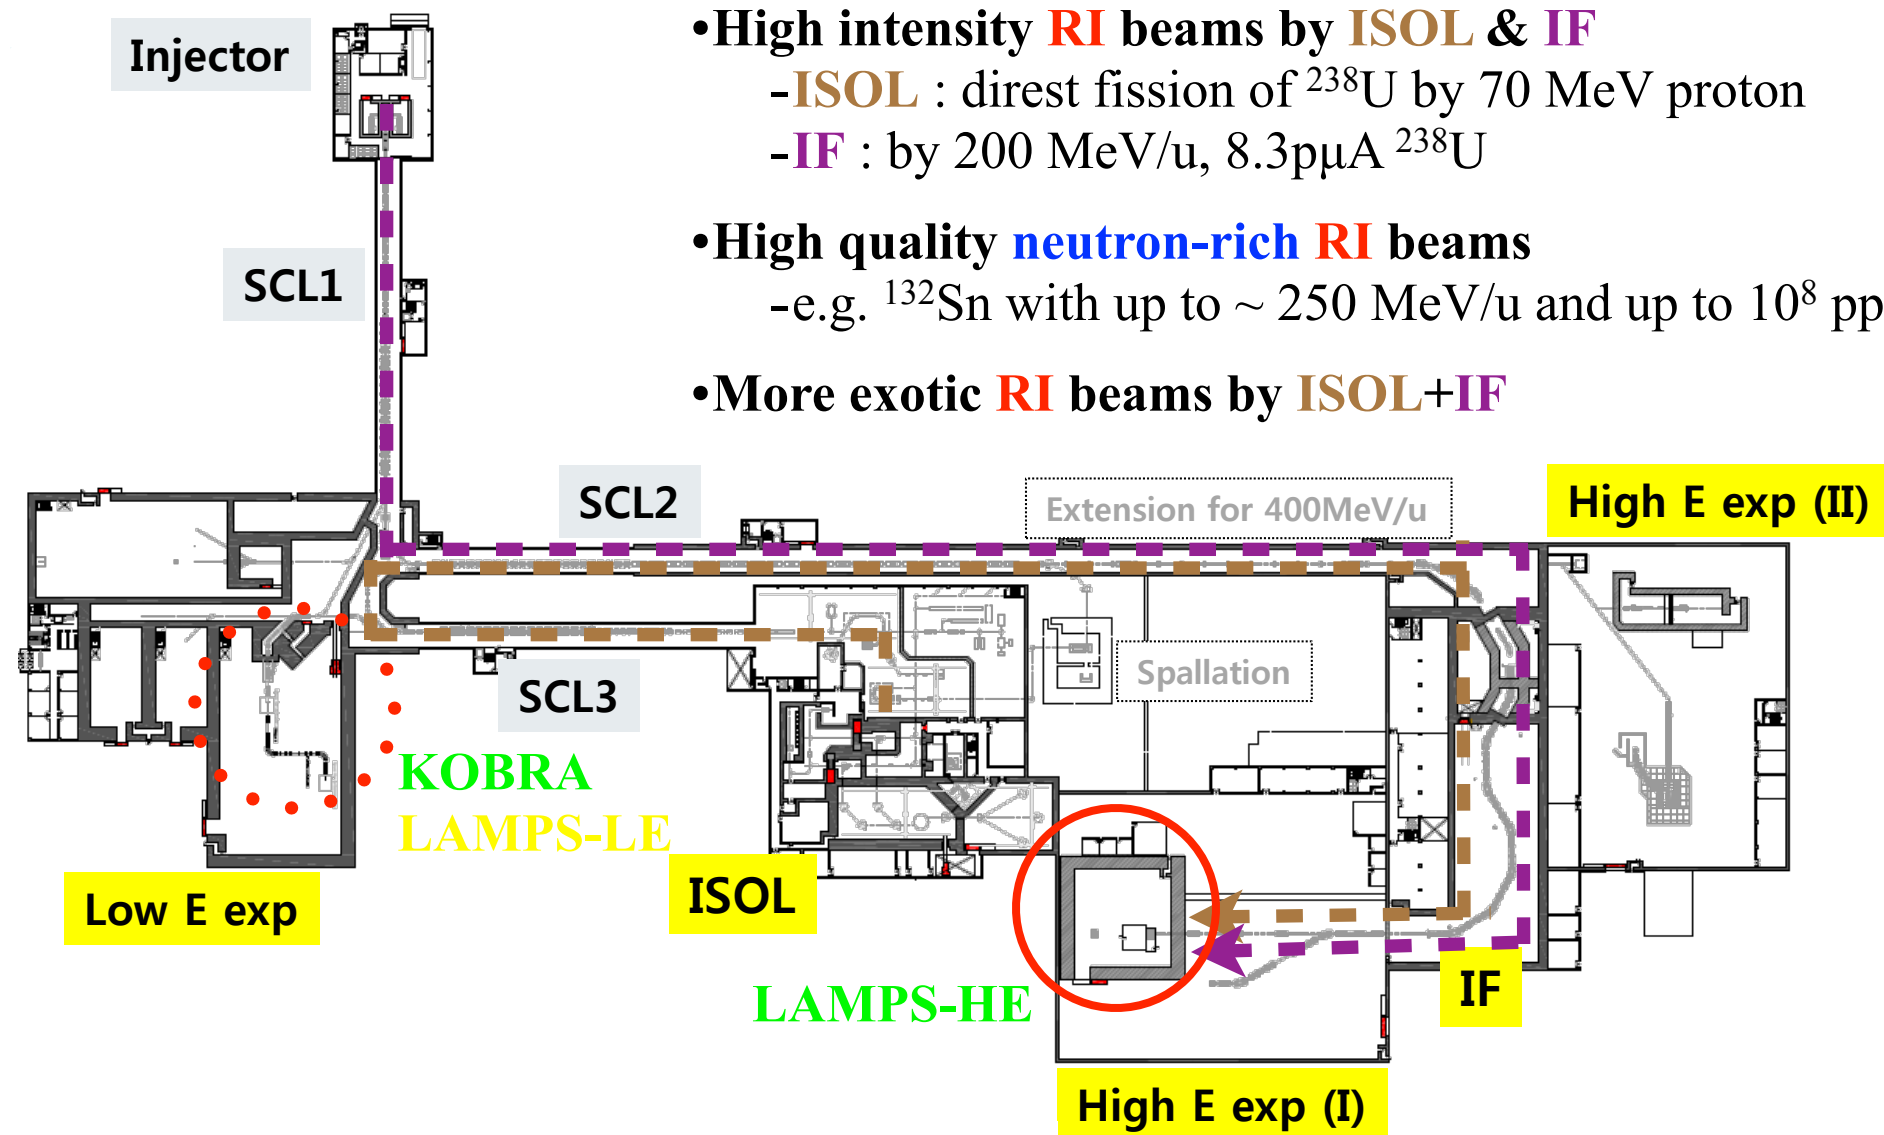 Injector
•High intensity RI beams by ISOL & IF
-ISOL : direst fission of ²³⁸U by 70 MeV proton
-IF : by 200 MeV/u, 8.3pμA ²³⁸U
•High quality neutron-rich RI beams
-e.g. ¹³²Sn with up to ~ 250 MeV/u and up to 10⁸ pp
•More exotic RI beams by ISOL+IF
SCL1
SCL2
Extension for 400MeV/u
High E exp (II)
SCL3
Spallation
KOBRA
LAMPS-LE
Low E exp
ISOL
LAMPS-HE
IF
High E exp (I)